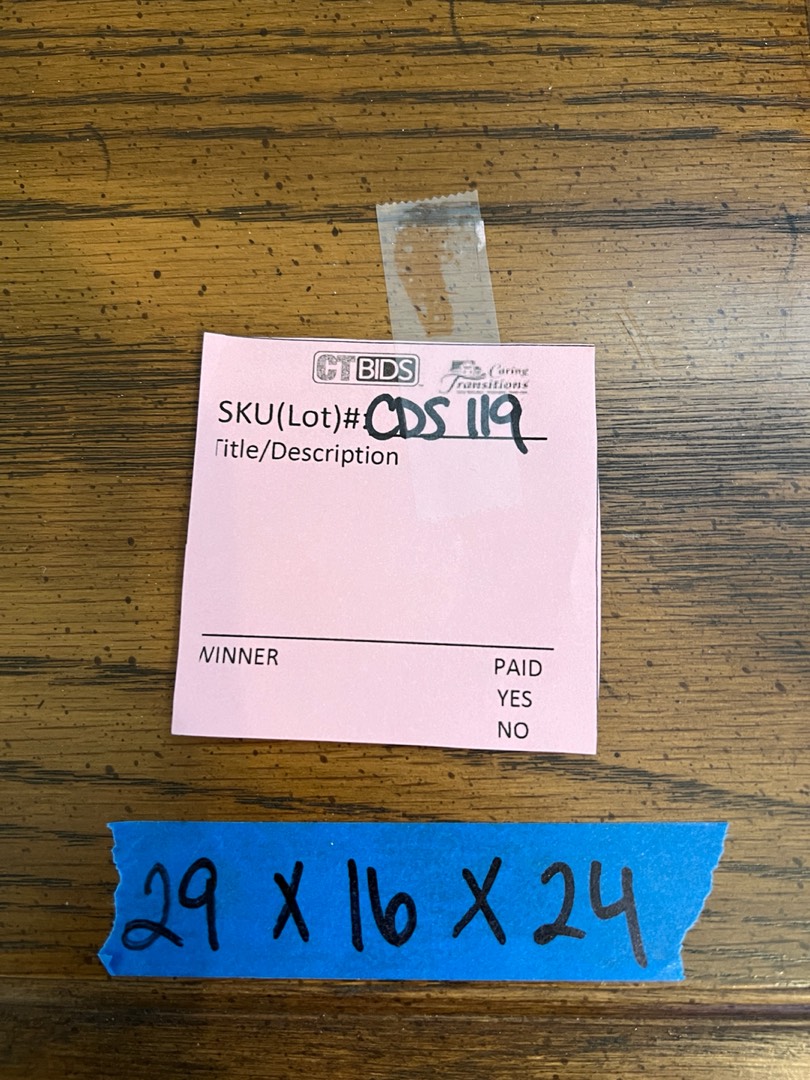 CTBIDS
Caring
Transitions
SKU(Lot)#: CDS 119
Title/Description
WINNER
PAID
YES
NO
29 X 16 X 24